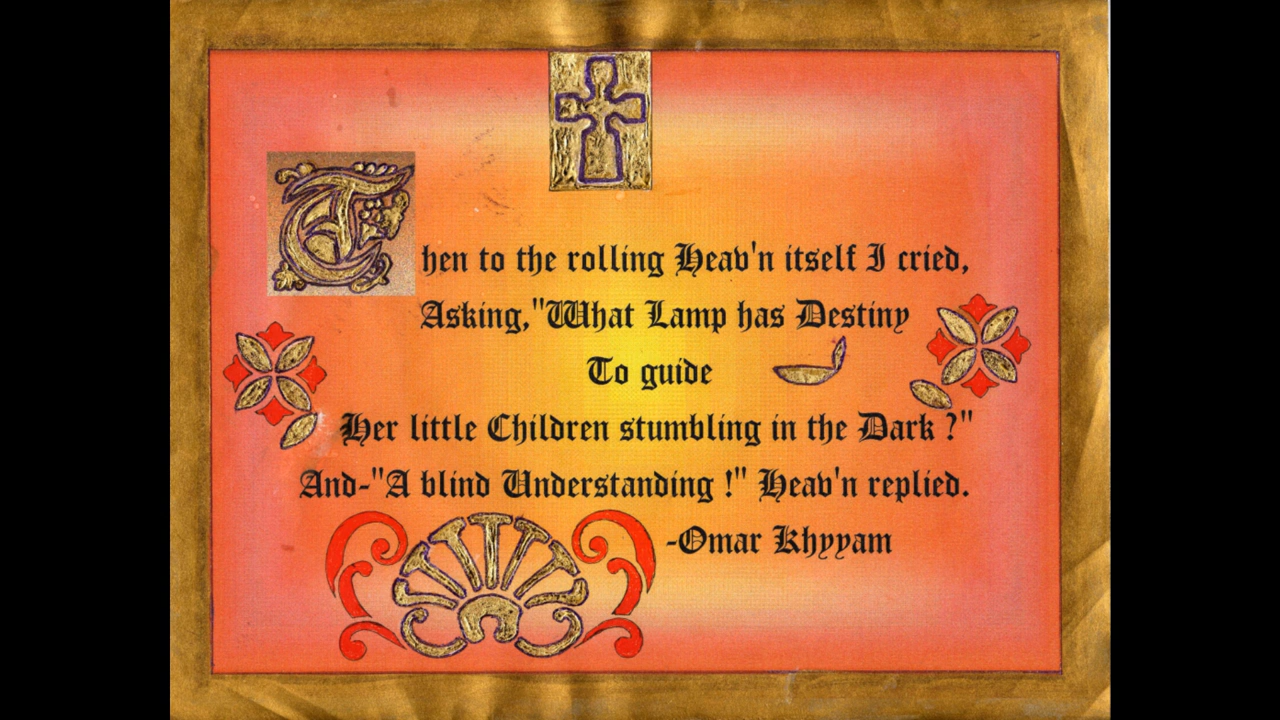 Then to the rolling Heav'n itself I cried,
Asking,"What Lamp has Destiny
To guide
Her little Children stumbling in the Dark ?"
And-"A blind Understanding !" Heav'n replied.
-Omar Khyyam